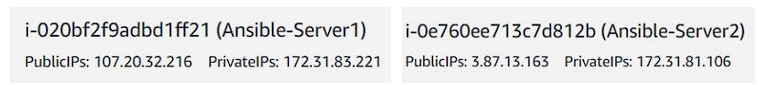 i-020bf2f9adbd1ff21 (Ansible-Server1)
PublicIPs: 107.20.32.216 PrivateIPs: 172.31.83.221
i-0e760ee713c7d812b (Ansible-Server2)
PublicIPs: 3.87.13.163 PrivateIPs: 172.31.81.106